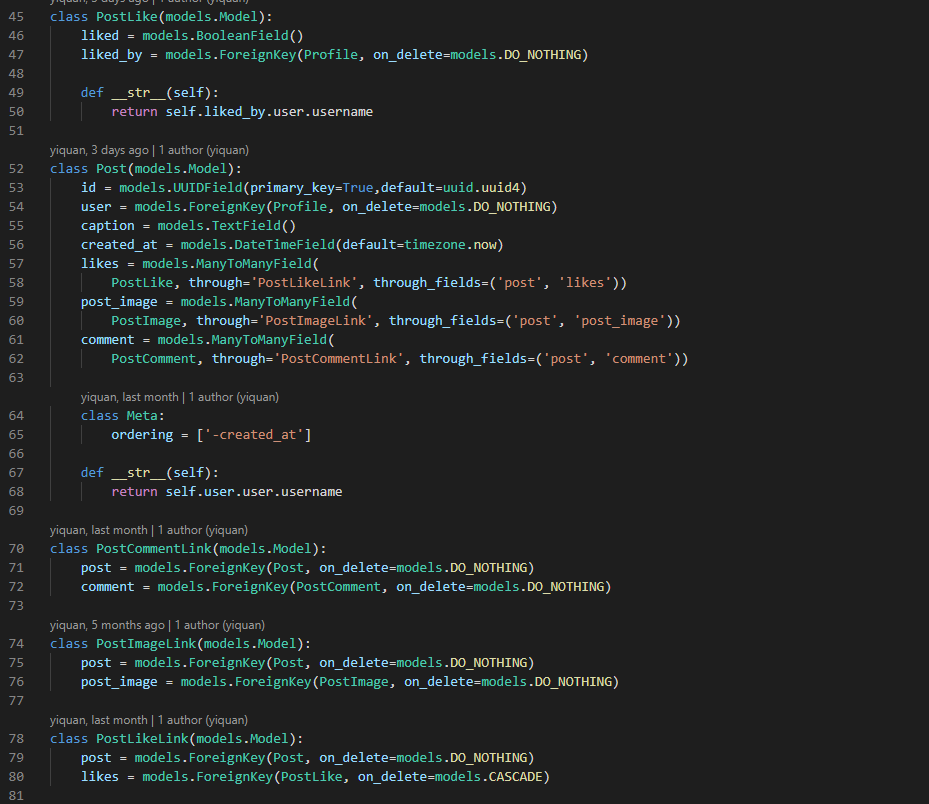 yiquan, 3 days ago | 1 author (yiquan)
45 class PostLike(models.Model):
46     liked = models.BooleanField()
47     liked_by = models.ForeignKey(Profile, on_delete=models.DO_NOTHING)
48
49     def __str__(self):
50         return self.liked_by.user.username
51
yiquan, 3 days ago | 1 author (yiquan)
52 class Post(models.Model):
53     id = models.UUIDField(primary_key=True,default=uuid.uuid4)
54     user = models.ForeignKey(Profile, on_delete=models.DO_NOTHING)
55     caption = models.TextField()
56     created_at = models.DateTimeField(default=timezone.now)
57     likes = models.ManyToManyField(
58         PostLike, through='PostLikeLink', through_fields=('post', 'likes'))
59     post_image = models.ManyToManyField(
60         PostImage, through='PostImageLink', through_fields=('post', 'post_image'))
61     comment = models.ManyToManyField(
62         PostComment, through='PostCommentLink', through_fields=('post', 'comment'))
63
yiquan, last month | 1 author (yiquan)
64     class Meta:
65         ordering = ['-created_at']
66
67     def __str__(self):
68         return self.user.user.username
69
yiquan, last month | 1 author (yiquan)
70 class PostCommentLink(models.Model):
71     post = models.ForeignKey(Post, on_delete=models.DO_NOTHING)
72     comment = models.ForeignKey(PostComment, on_delete=models.DO_NOTHING)
73
yiquan, 5 months ago | 1 author (yiquan)
74 class PostImageLink(models.Model):
75     post = models.ForeignKey(Post, on_delete=models.DO_NOTHING)
76     post_image = models.ForeignKey(PostImage, on_delete=models.DO_NOTHING)
77
yiquan, last month | 1 author (yiquan)
78 class PostLikeLink(models.Model):
79     post = models.ForeignKey(Post, on_delete=models.DO_NOTHING)
80     likes = models.ForeignKey(PostLike, on_delete=models.CASCADE)
81